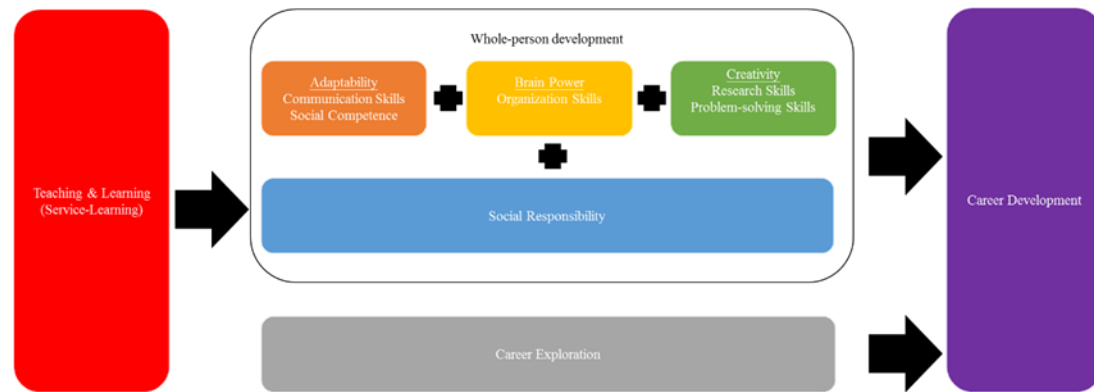 Teaching & Learning
(Service-Learning)
Whole-person development
Adaptability
Communication Skills
Social Competence
Brain Power
Organization Skills
Creativity
Research Skills
Problem-solving Skills
Social Responsibility
Career Exploration
Career Development